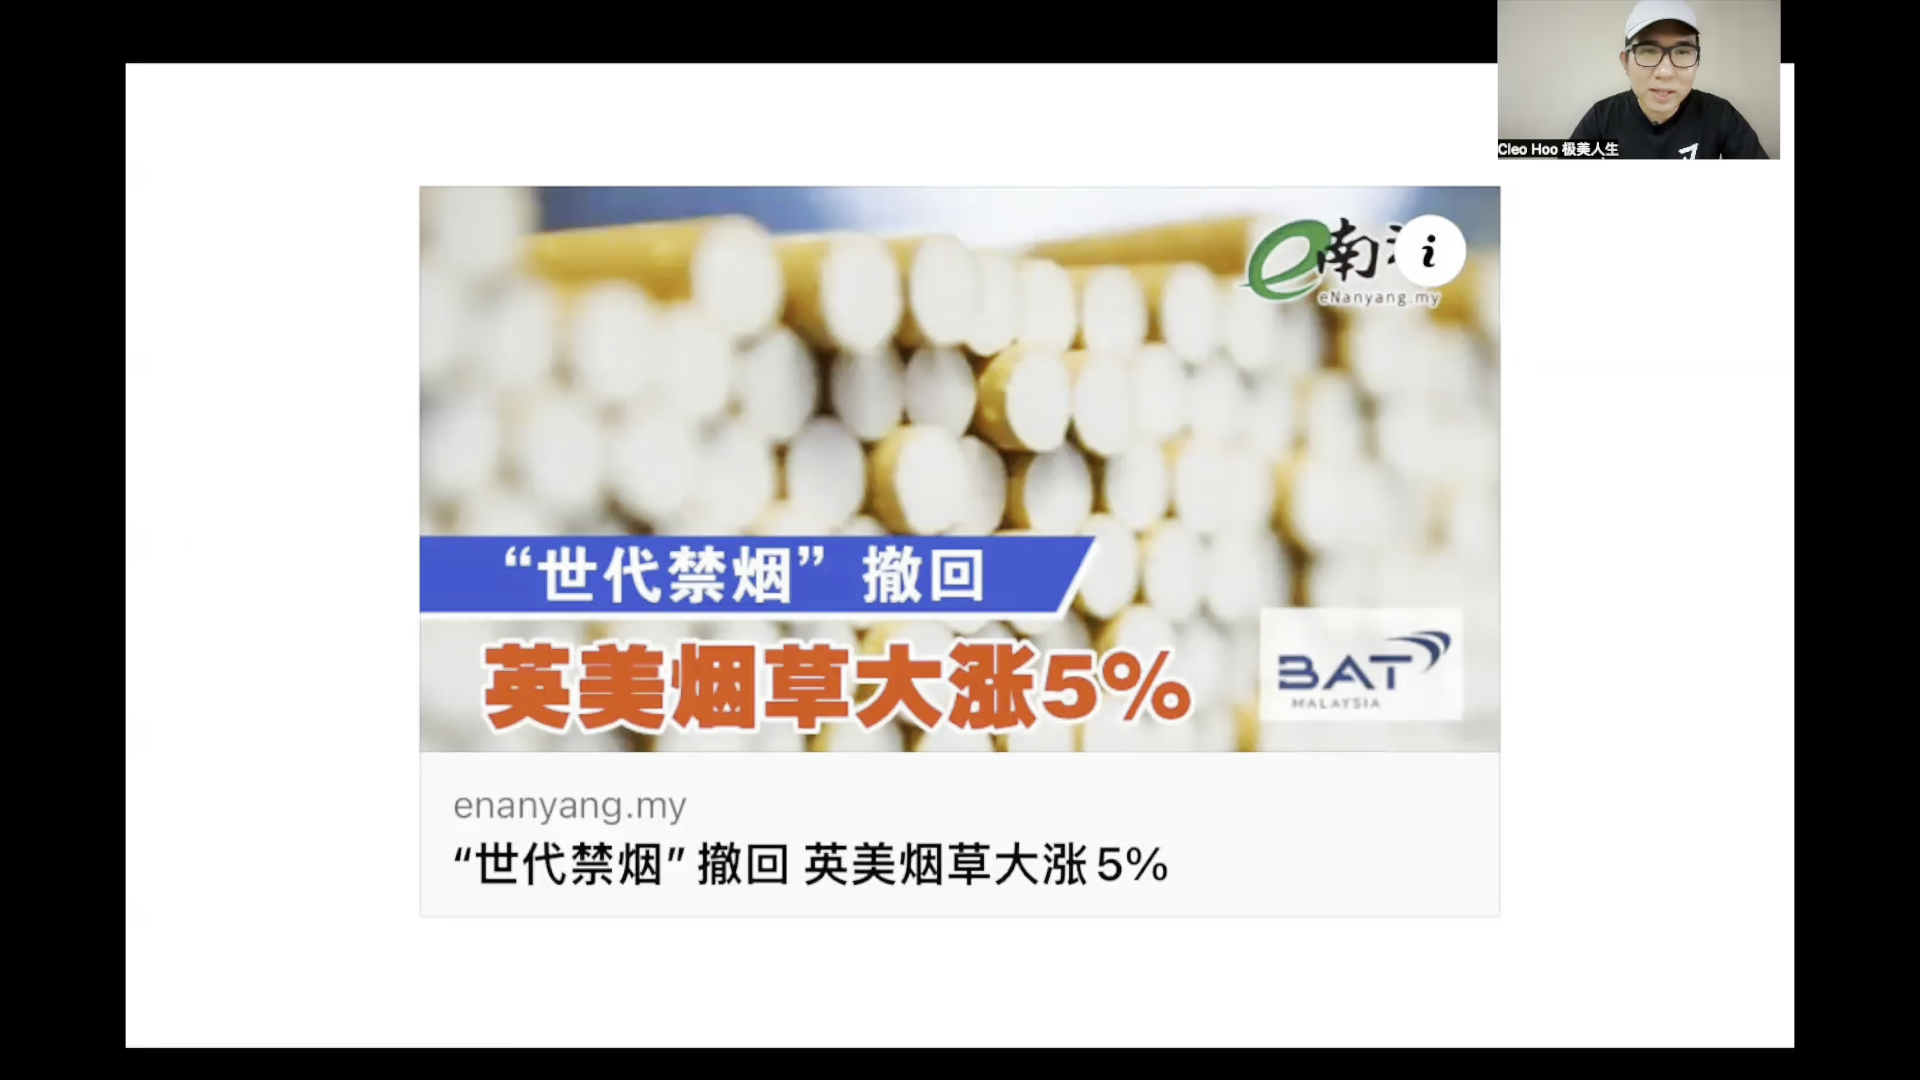 Cleo Hoo 极美人生
e南
i
eNanyang.my
“世代禁烟” 撤回
英美烟草大涨5%
BAT
MALAYSIA
enanyang.my
“世代禁烟” 撤回 英美烟草大涨5%